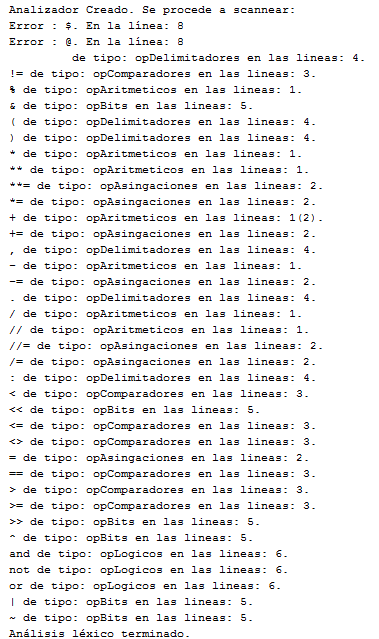 Analizador Creado. Se procede a scannear:
Error : $. En la línea: 8
Error : @. En la línea: 8
de tipo: opDelimitadores en las lineas: 4.
!= de tipo: opComparadores en las lineas: 3.
% de tipo: opAritmeticos en las lineas: 1.
& de tipo: opBits en las lineas: 5.
( de tipo: opDelimitadores en las lineas: 4.
) de tipo: opDelimitadores en las lineas: 4.
* de tipo: opAritmeticos en las lineas: 1.
** de tipo: opAritmeticos en las lineas: 1.
**= de tipo: opAsingaciones en las lineas: 2.
*= de tipo: opAsingaciones en las lineas: 2.
+ de tipo: opAritmeticos en las lineas: 1(2).
+= de tipo: opAsingaciones en las lineas: 2.
, de tipo: opDelimitadores en las lineas: 4.
- de tipo: opAritmeticos en las lineas: 1.
-= de tipo: opAsingaciones en las lineas: 2.
. de tipo: opDelimitadores en las lineas: 4.
/ de tipo: opAritmeticos en las lineas: 1.
// de tipo: opAritmeticos en las lineas: 1.
//= de tipo: opAsingaciones en las lineas: 2.
/= de tipo: opAsingaciones en las lineas: 2.
: de tipo: opDelimitadores en las lineas: 4.
< de tipo: opComparadores en las lineas: 3.
<< de tipo: opBits en las lineas: 5.
<= de tipo: opComparadores en las lineas: 3.
<> de tipo: opComparadores en las lineas: 3.
= de tipo: opAsingaciones en las lineas: 2.
== de tipo: opComparadores en las lineas: 3.
> de tipo: opComparadores en las lineas: 3.
>= de tipo: opComparadores en las lineas: 3.
>> de tipo: opBits en las lineas: 5.
^ de tipo: opBits en las lineas: 5.
and de tipo: opLogicos en las lineas: 6.
not de tipo: opLogicos en las lineas: 6.
or de tipo: opLogicos en las lineas: 6.
| de tipo: opBits en las lineas: 5.
~ de tipo: opBits en las lineas: 5.
Análisis léxico terminado.